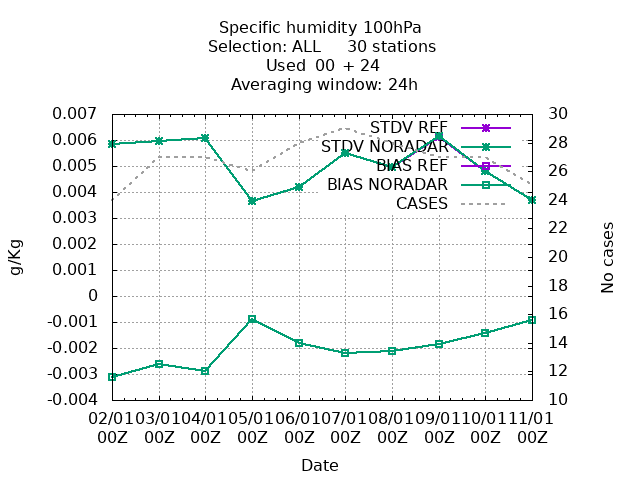 Specific humidity 100hPa
Selection: ALL 30 stations
Used 00 + 24
Averaging window: 24h
STDV REF
STDV NORADAR
BIAS REF
BIAS NORADAR
CASES
g/Kg
0.007
0.006
0.005
0.004
0.003
0.002
0.001
0
-0.001
-0.002
-0.003
-0.004
30
28
26
24
22
20
18
16
14
12
10
No cases
02/01 03/01 04/01 05/01 06/01 07/01 08/01 09/01 10/01 11/01
00Z 00Z 00Z 00Z 00Z 00Z 00Z 00Z 00Z 00Z
Date